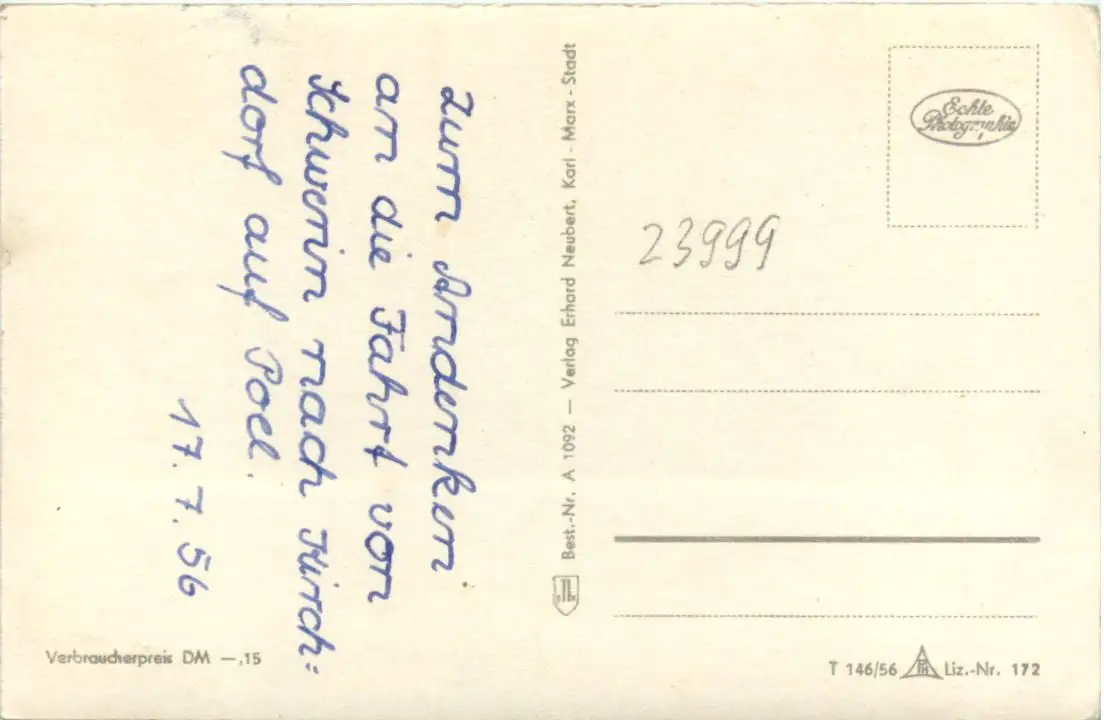 Zum Andenken
an die Fahrt von
Schwerin nach Kirch=
dorf auf Poel.
17.7.56
Best.-Nr. A 1092 — Verlag Erhard Neubert, Karl-Marx-Stadt
Echte
Photographie
23999
Verbraucherpreis DM —,15
T 146/56 Liz.-Nr. 172